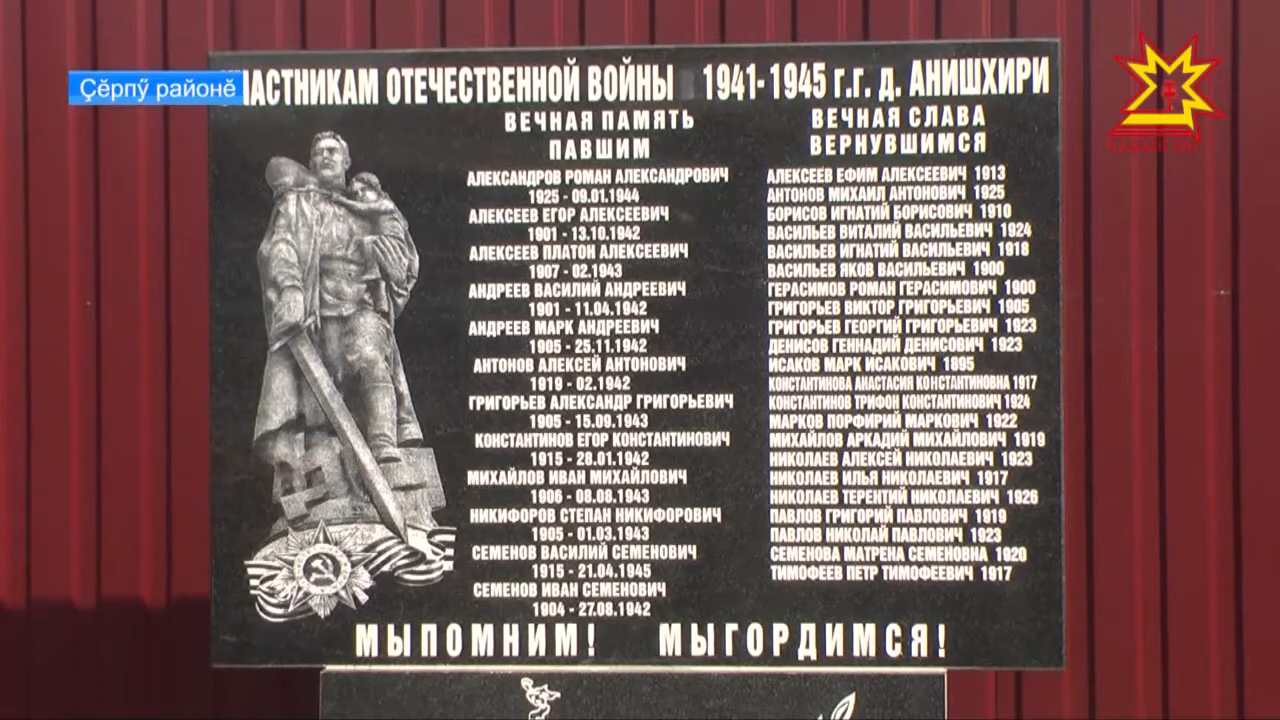 Ҫӗрпӳ районӗ
ЧАСТНИКАМ ОТЕЧЕСТВЕННОЙ ВОЙНЫ 1941-1945 г.г. д. АНИШХИРИ
ВЕЧНАЯ ПАМЯТЬ
ПАВШИМ
АЛЕКСАНДРОВ РОМАН АЛЕКСАНДРОВИЧ
1925 - 09.01.1944
АЛЕКСЕЕВ ЕГОР АЛЕКСЕЕВИЧ
1901 - 13.10.1942
АЛЕКСЕЕВ ПЛАТОН АЛЕКСЕЕВИЧ
1907 - 02.1943
АНДРЕЕВ ВАСИЛИЙ АНДРЕЕВИЧ
1901 - 11.04.1942
АНДРЕЕВ МАРК АНДРЕЕВИЧ
1905 - 25.11.1942
АНТОНОВ АЛЕКСЕЙ АНТОНОВИЧ
1919 - 02.1942
ГРИГОРЬЕВ АЛЕКСАНДР ГРИГОРЬЕВИЧ
1905 - 15.09.1943
КОНСТАНТИНОВ ЕГОР КОНСТАНТИНОВИЧ
1915 - 28.01.1942
МИХАЙЛОВ ИВАН МИХАЙЛОВИЧ
1906 - 08.08.1943
НИКИФОРОВ СТЕПАН НИКИФОРОВИЧ
1905 - 01.03.1943
СЕМЕНОВ ВАСИЛИЙ СЕМЕНОВИЧ
1915 - 21.04.1945
СЕМЕНОВ ИВАН СЕМЕНОВИЧ
1904 - 27.08.1942
ВЕЧНАЯ СЛАВА
ВЕРНУВШИМСЯ
АЛЕКСЕЕВ ЕФИМ АЛЕКСЕЕВИЧ 1913
АНТОНОВ МИХАИЛ АНТОНОВИЧ 1925
БОРИСОВ ИГНАТИЙ БОРИСОВИЧ 1910
ВАСИЛЬЕВ ВИТАЛИЙ ВАСИЛЬЕВИЧ 1924
ВАСИЛЬЕВ ИГНАТИЙ ВАСИЛЬЕВИЧ 1918
ВАСИЛЬЕВ ЯКОВ ВАСИЛЬЕВИЧ 1900
ГЕРАСИМОВ РОМАН ГЕРАСИМОВИЧ 1900
ГРИГОРЬЕВ ВИКТОР ГРИГОРЬЕВИЧ 1905
ГРИГОРЬЕВ ГЕОРГИЙ ГРИГОРЬЕВИЧ 1923
ДЕНИСОВ ГЕННАДИЙ ДЕНИСОВИЧ 1923
ИСАКОВ МАРК ИСАКОВИЧ 1895
КОНСТАНТИНОВА АНАСТАСИЯ КОНСТАНТИНОВНА 1917
КОНСТАНТИНОВ ТРИФОН КОНСТАНТИНОВИЧ 1924
МАРКОВ ПОРФИРИЙ МАРКОВИЧ 1922
МИХАЙЛОВ АРКАДИЙ МИХАЙЛОВИЧ 1919
НИКОЛАЕВ АЛЕКСЕЙ НИКОЛАЕВИЧ 1923
НИКОЛАЕВ ИЛЬЯ НИКОЛАЕВИЧ 1917
НИКОЛАЕВ ТЕРЕНТИЙ НИКОЛАЕВИЧ 1926
ПАВЛОВ ГРИГОРИЙ ПАВЛОВИЧ 1919
ПАВЛОВ НИКОЛАЙ ПАВЛОВИЧ 1923
СЕМЕНОВА МАТРЕНА СЕМЕНОВНА 1920
ТИМОФЕЕВ ПЕТР ТИМОФЕЕВИЧ 1917
МЫ ПОМНИМ! МЫ ГОРДИМСЯ!